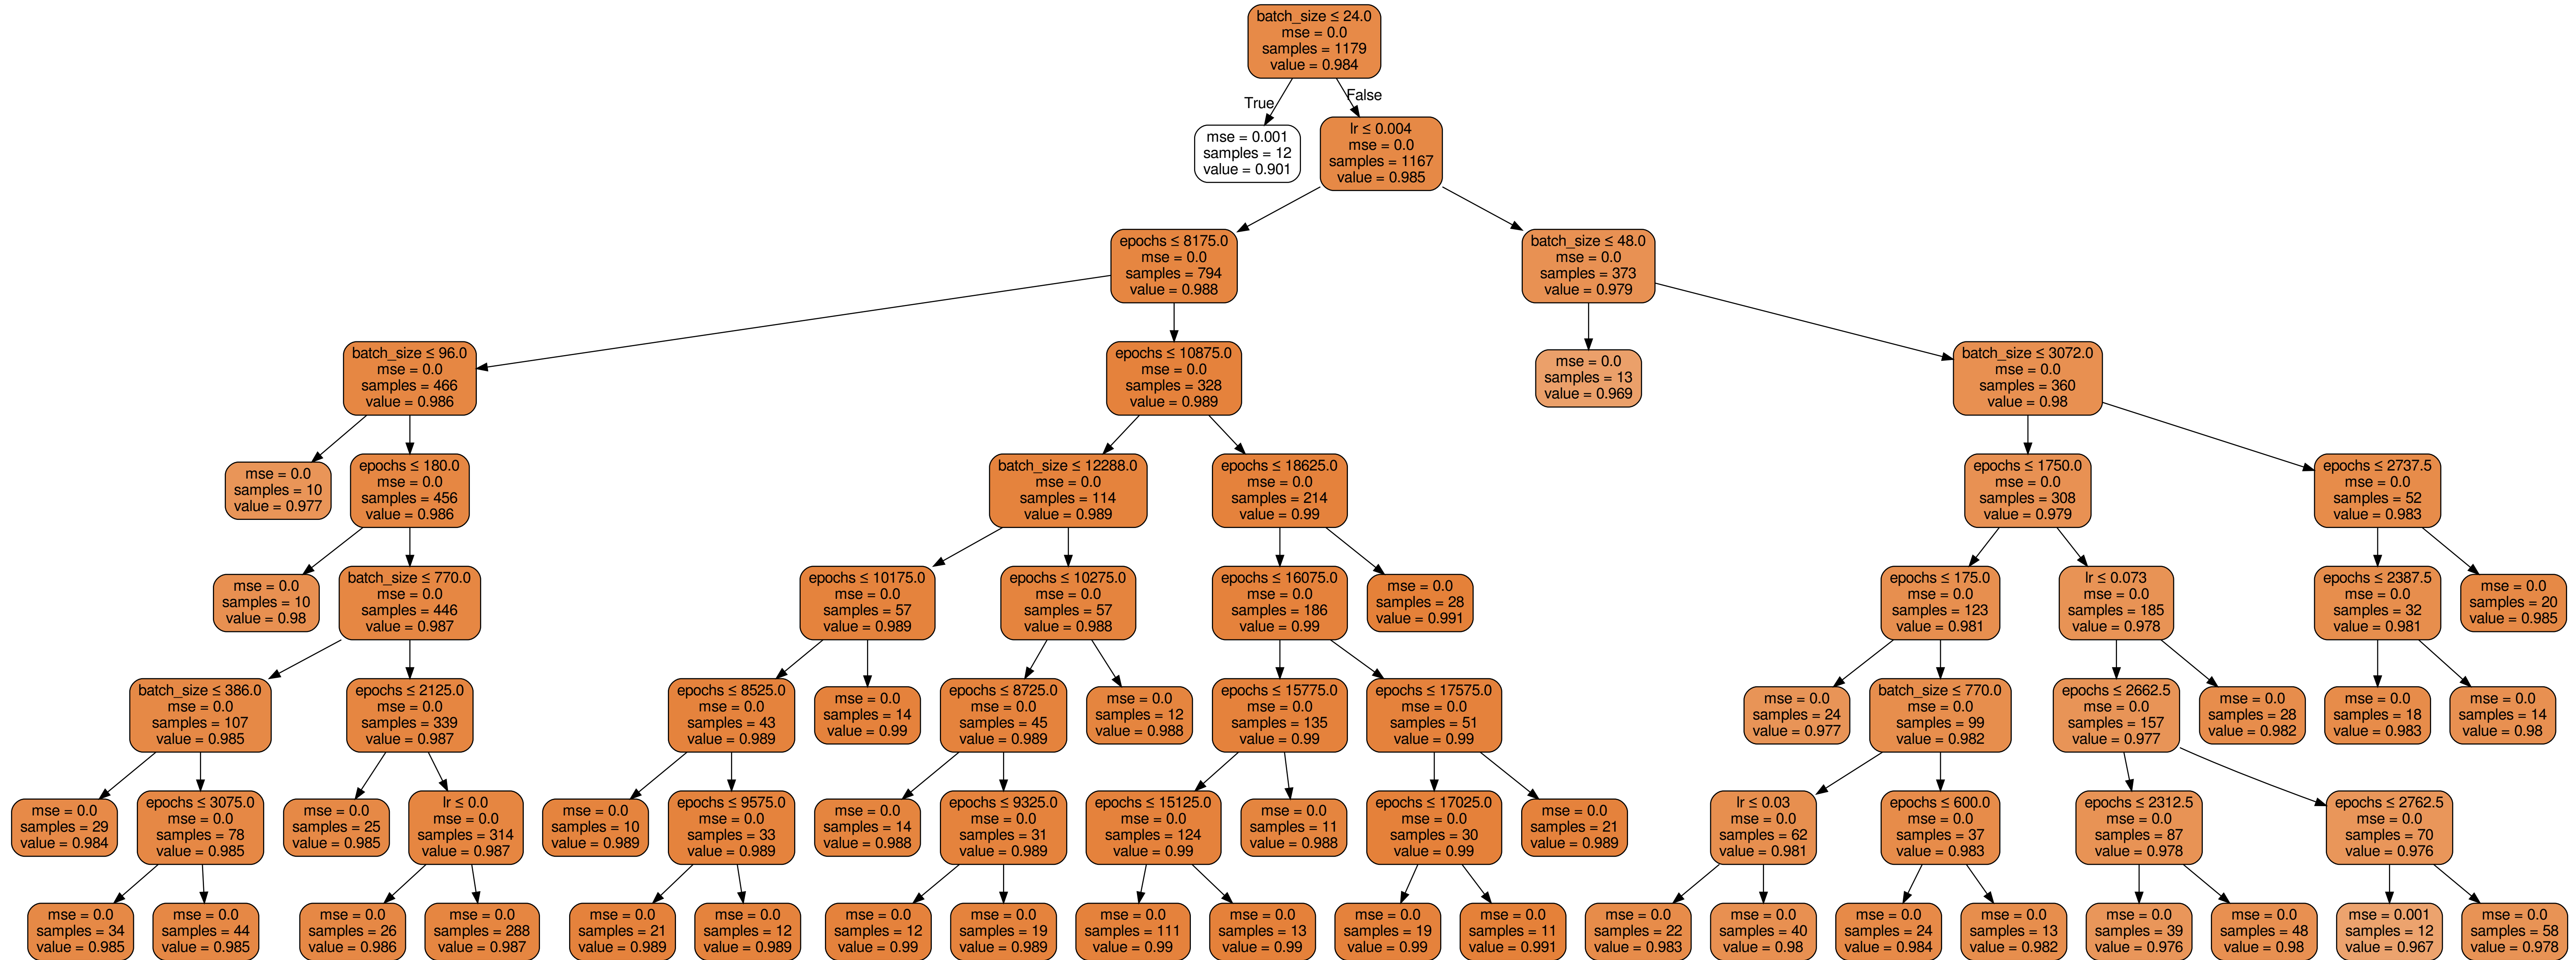 batch_size ≤ 24.0
mse = 0.0
samples = 1179
value = 0.984
True
False
mse = 0.001
samples = 12
value = 0.901
lr ≤ 0.004
mse = 0.0
samples = 1167
value = 0.985
epochs ≤ 8175.0
mse = 0.0
samples = 794
value = 0.988
batch_size ≤ 48.0
mse = 0.0
samples = 373
value = 0.979
batch_size ≤ 96.0
mse = 0.0
samples = 466
value = 0.986
epochs ≤ 10875.0
mse = 0.0
samples = 328
value = 0.989
mse = 0.0
samples = 13
value = 0.969
batch_size ≤ 3072.0
mse = 0.0
samples = 360
value = 0.98
mse = 0.0
samples = 10
value = 0.977
epochs ≤ 180.0
mse = 0.0
samples = 456
value = 0.986
batch_size ≤ 12288.0
mse = 0.0
samples = 114
value = 0.989
epochs ≤ 18625.0
mse = 0.0
samples = 214
value = 0.99
epochs ≤ 1750.0
mse = 0.0
samples = 308
value = 0.979
epochs ≤ 2737.5
mse = 0.0
samples = 52
value = 0.983
mse = 0.0
samples = 10
value = 0.98
batch_size ≤ 770.0
mse = 0.0
samples = 446
value = 0.987
epochs ≤ 10175.0
mse = 0.0
samples = 57
value = 0.989
epochs ≤ 10275.0
mse = 0.0
samples = 57
value = 0.988
epochs ≤ 16075.0
mse = 0.0
samples = 186
value = 0.99
mse = 0.0
samples = 28
value = 0.991
epochs ≤ 175.0
mse = 0.0
samples = 123
value = 0.981
lr ≤ 0.073
mse = 0.0
samples = 185
value = 0.978
epochs ≤ 2387.5
mse = 0.0
samples = 32
value = 0.981
mse = 0.0
samples = 20
value = 0.985
batch_size ≤ 386.0
mse = 0.0
samples = 107
value = 0.985
epochs ≤ 2125.0
mse = 0.0
samples = 339
value = 0.987
epochs ≤ 8525.0
mse = 0.0
samples = 43
value = 0.989
mse = 0.0
samples = 14
value = 0.99
epochs ≤ 8725.0
mse = 0.0
samples = 45
value = 0.989
mse = 0.0
samples = 12
value = 0.988
epochs ≤ 15775.0
mse = 0.0
samples = 135
value = 0.99
epochs ≤ 17575.0
mse = 0.0
samples = 51
value = 0.99
mse = 0.0
samples = 24
value = 0.977
batch_size ≤ 770.0
mse = 0.0
samples = 99
value = 0.982
epochs ≤ 2662.5
mse = 0.0
samples = 157
value = 0.977
mse = 0.0
samples = 28
value = 0.982
mse = 0.0
samples = 18
value = 0.983
mse = 0.0
samples = 14
value = 0.98
mse = 0.0
samples = 29
value = 0.984
epochs ≤ 3075.0
mse = 0.0
samples = 78
value = 0.985
mse = 0.0
samples = 25
value = 0.985
lr ≤ 0.0
mse = 0.0
samples = 314
value = 0.987
mse = 0.0
samples = 10
value = 0.989
epochs ≤ 9575.0
mse = 0.0
samples = 33
value = 0.989
mse = 0.0
samples = 14
value = 0.988
epochs ≤ 9325.0
mse = 0.0
samples = 31
value = 0.989
epochs ≤ 15125.0
mse = 0.0
samples = 124
value = 0.99
mse = 0.0
samples = 11
value = 0.988
epochs ≤ 17025.0
mse = 0.0
samples = 30
value = 0.99
mse = 0.0
samples = 21
value = 0.989
lr ≤ 0.03
mse = 0.0
samples = 62
value = 0.981
epochs ≤ 600.0
mse = 0.0
samples = 37
value = 0.983
epochs ≤ 2312.5
mse = 0.0
samples = 87
value = 0.978
epochs ≤ 2762.5
mse = 0.0
samples = 70
value = 0.976
mse = 0.0
samples = 34
value = 0.985
mse = 0.0
samples = 44
value = 0.985
mse = 0.0
samples = 26
value = 0.986
mse = 0.0
samples = 288
value = 0.987
mse = 0.0
samples = 21
value = 0.989
mse = 0.0
samples = 12
value = 0.989
mse = 0.0
samples = 12
value = 0.99
mse = 0.0
samples = 19
value = 0.989
mse = 0.0
samples = 111
value = 0.99
mse = 0.0
samples = 13
value = 0.99
mse = 0.0
samples = 19
value = 0.99
mse = 0.0
samples = 11
value = 0.991
mse = 0.0
samples = 22
value = 0.983
mse = 0.0
samples = 40
value = 0.98
mse = 0.0
samples = 24
value = 0.984
mse = 0.0
samples = 13
value = 0.982
mse = 0.0
samples = 39
value = 0.976
mse = 0.0
samples = 48
value = 0.98
mse = 0.001
samples = 12
value = 0.967
mse = 0.0
samples = 58
value = 0.978